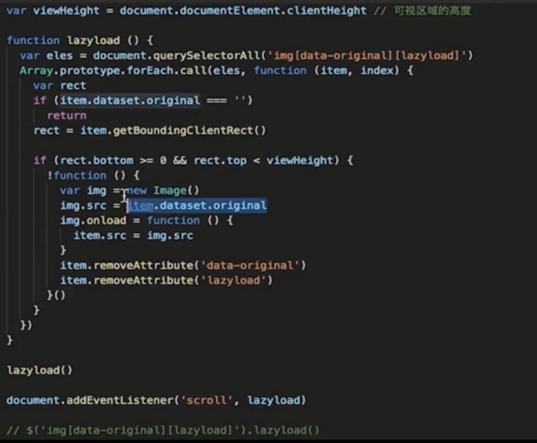 var viewHeight = document.documentElement.clientHeight // 可视区域的高度
function lazyload () {
var eles = document.querySelectorAll('img[data-original][lazyload]')
Array.prototype.forEach.call(eles, function (item, index) {
var rect
if (item.dataset.original === '')
return
rect = item.getBoundingClientRect()
if (rect.bottom >= 0 && rect.top < viewHeight) {
!function () {
var img = new Image()
img.src = item.dataset.original
img.onload = function () {
item.src = img.src
}
item.removeAttribute('data-original')
item.removeAttribute('lazyload')
}()
}
})
}
lazyload()
document.addEventListener('scroll', lazyload)
// $('img[data-original][lazyload]').lazyload()